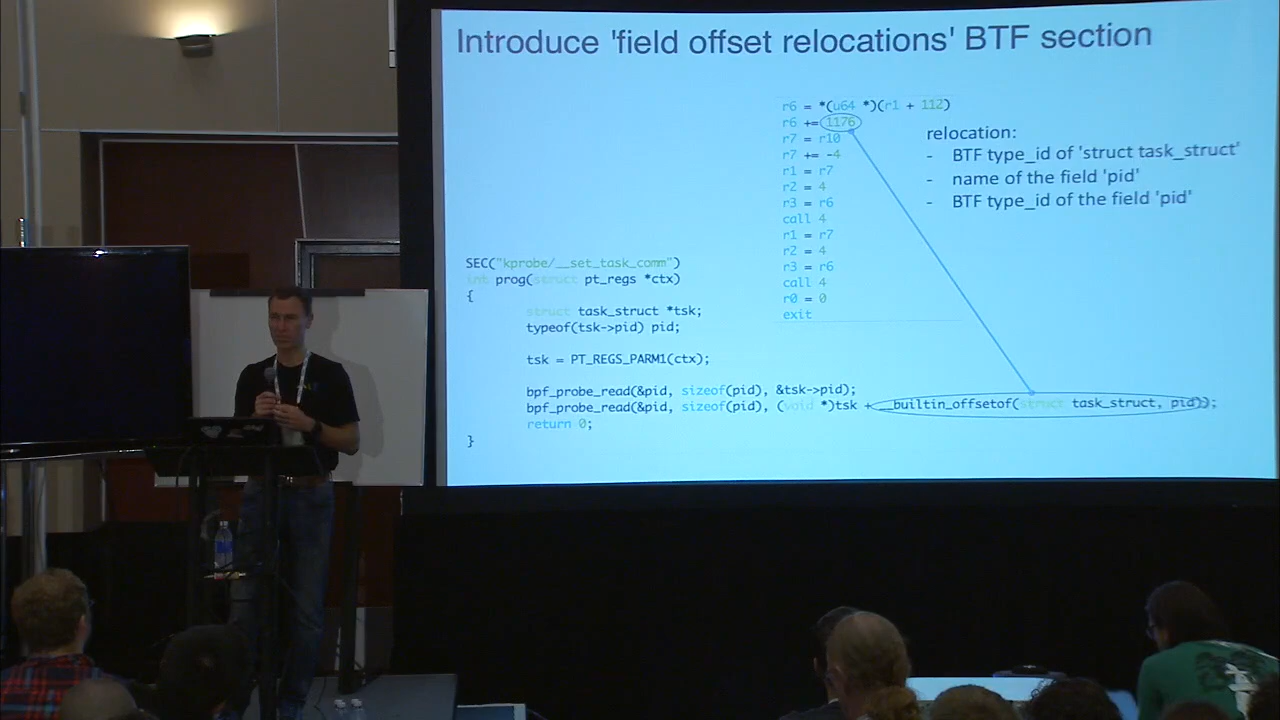 Introduce 'field offset relocations' BTF section
r6 = *(u64 *)(r1 + 112)
r6 += 1176
r7 = r10
r7 += -4
r1 = r7
r2 = 4
r3 = r6
call 4
r1 = r7
r2 = 4
r3 = r6
call 4
r0 = 0
exit
relocation:
- BTF type_id of 'struct task_struct'
- name of the field 'pid'
- BTF type_id of the field 'pid'
SEC("kprobe/__set_task_comm")
int prog(struct pt_regs *ctx)
{
struct task_struct *tsk;
typeof(tsk->pid) pid;
tsk = PT_REGS_PARM1(ctx);
bpf_probe_read(&pid, sizeof(pid), &tsk->pid);
bpf_probe_read(&pid, sizeof(pid), (void *)tsk + __builtin_offsetof(struct task_struct, pid));
return 0;
}